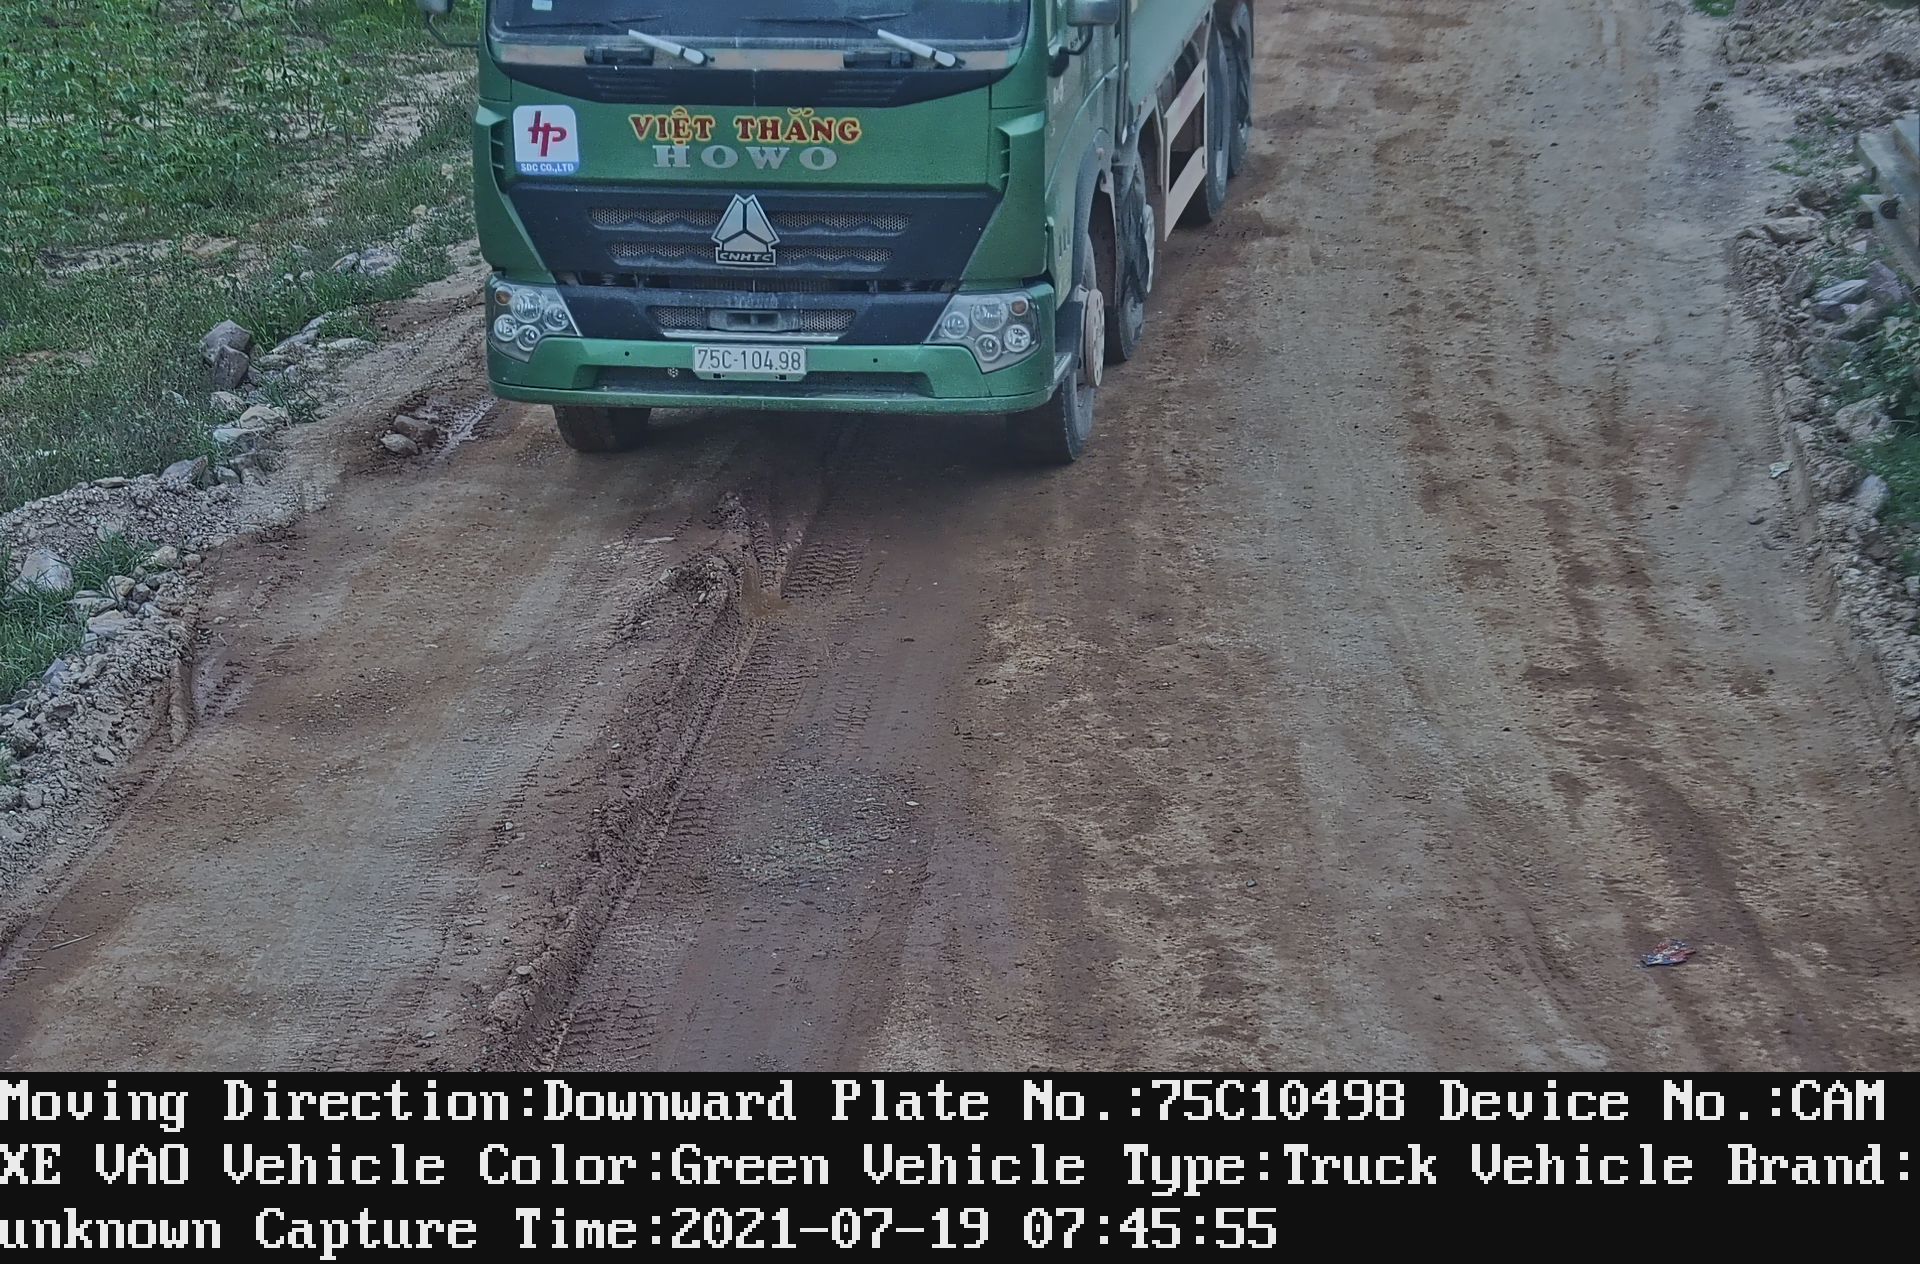 HP
SDC CO.,LTD
VIỆT THẮNG
HOWO
CNHTC
75C-104.98
Moving Direction:Downward Plate No.:75C10498 Device No.:CAM
XE VAO Vehicle Color:Green Vehicle Type:Truck Vehicle Brand:
unknown Capture Time:2021-07-19 07:45:55